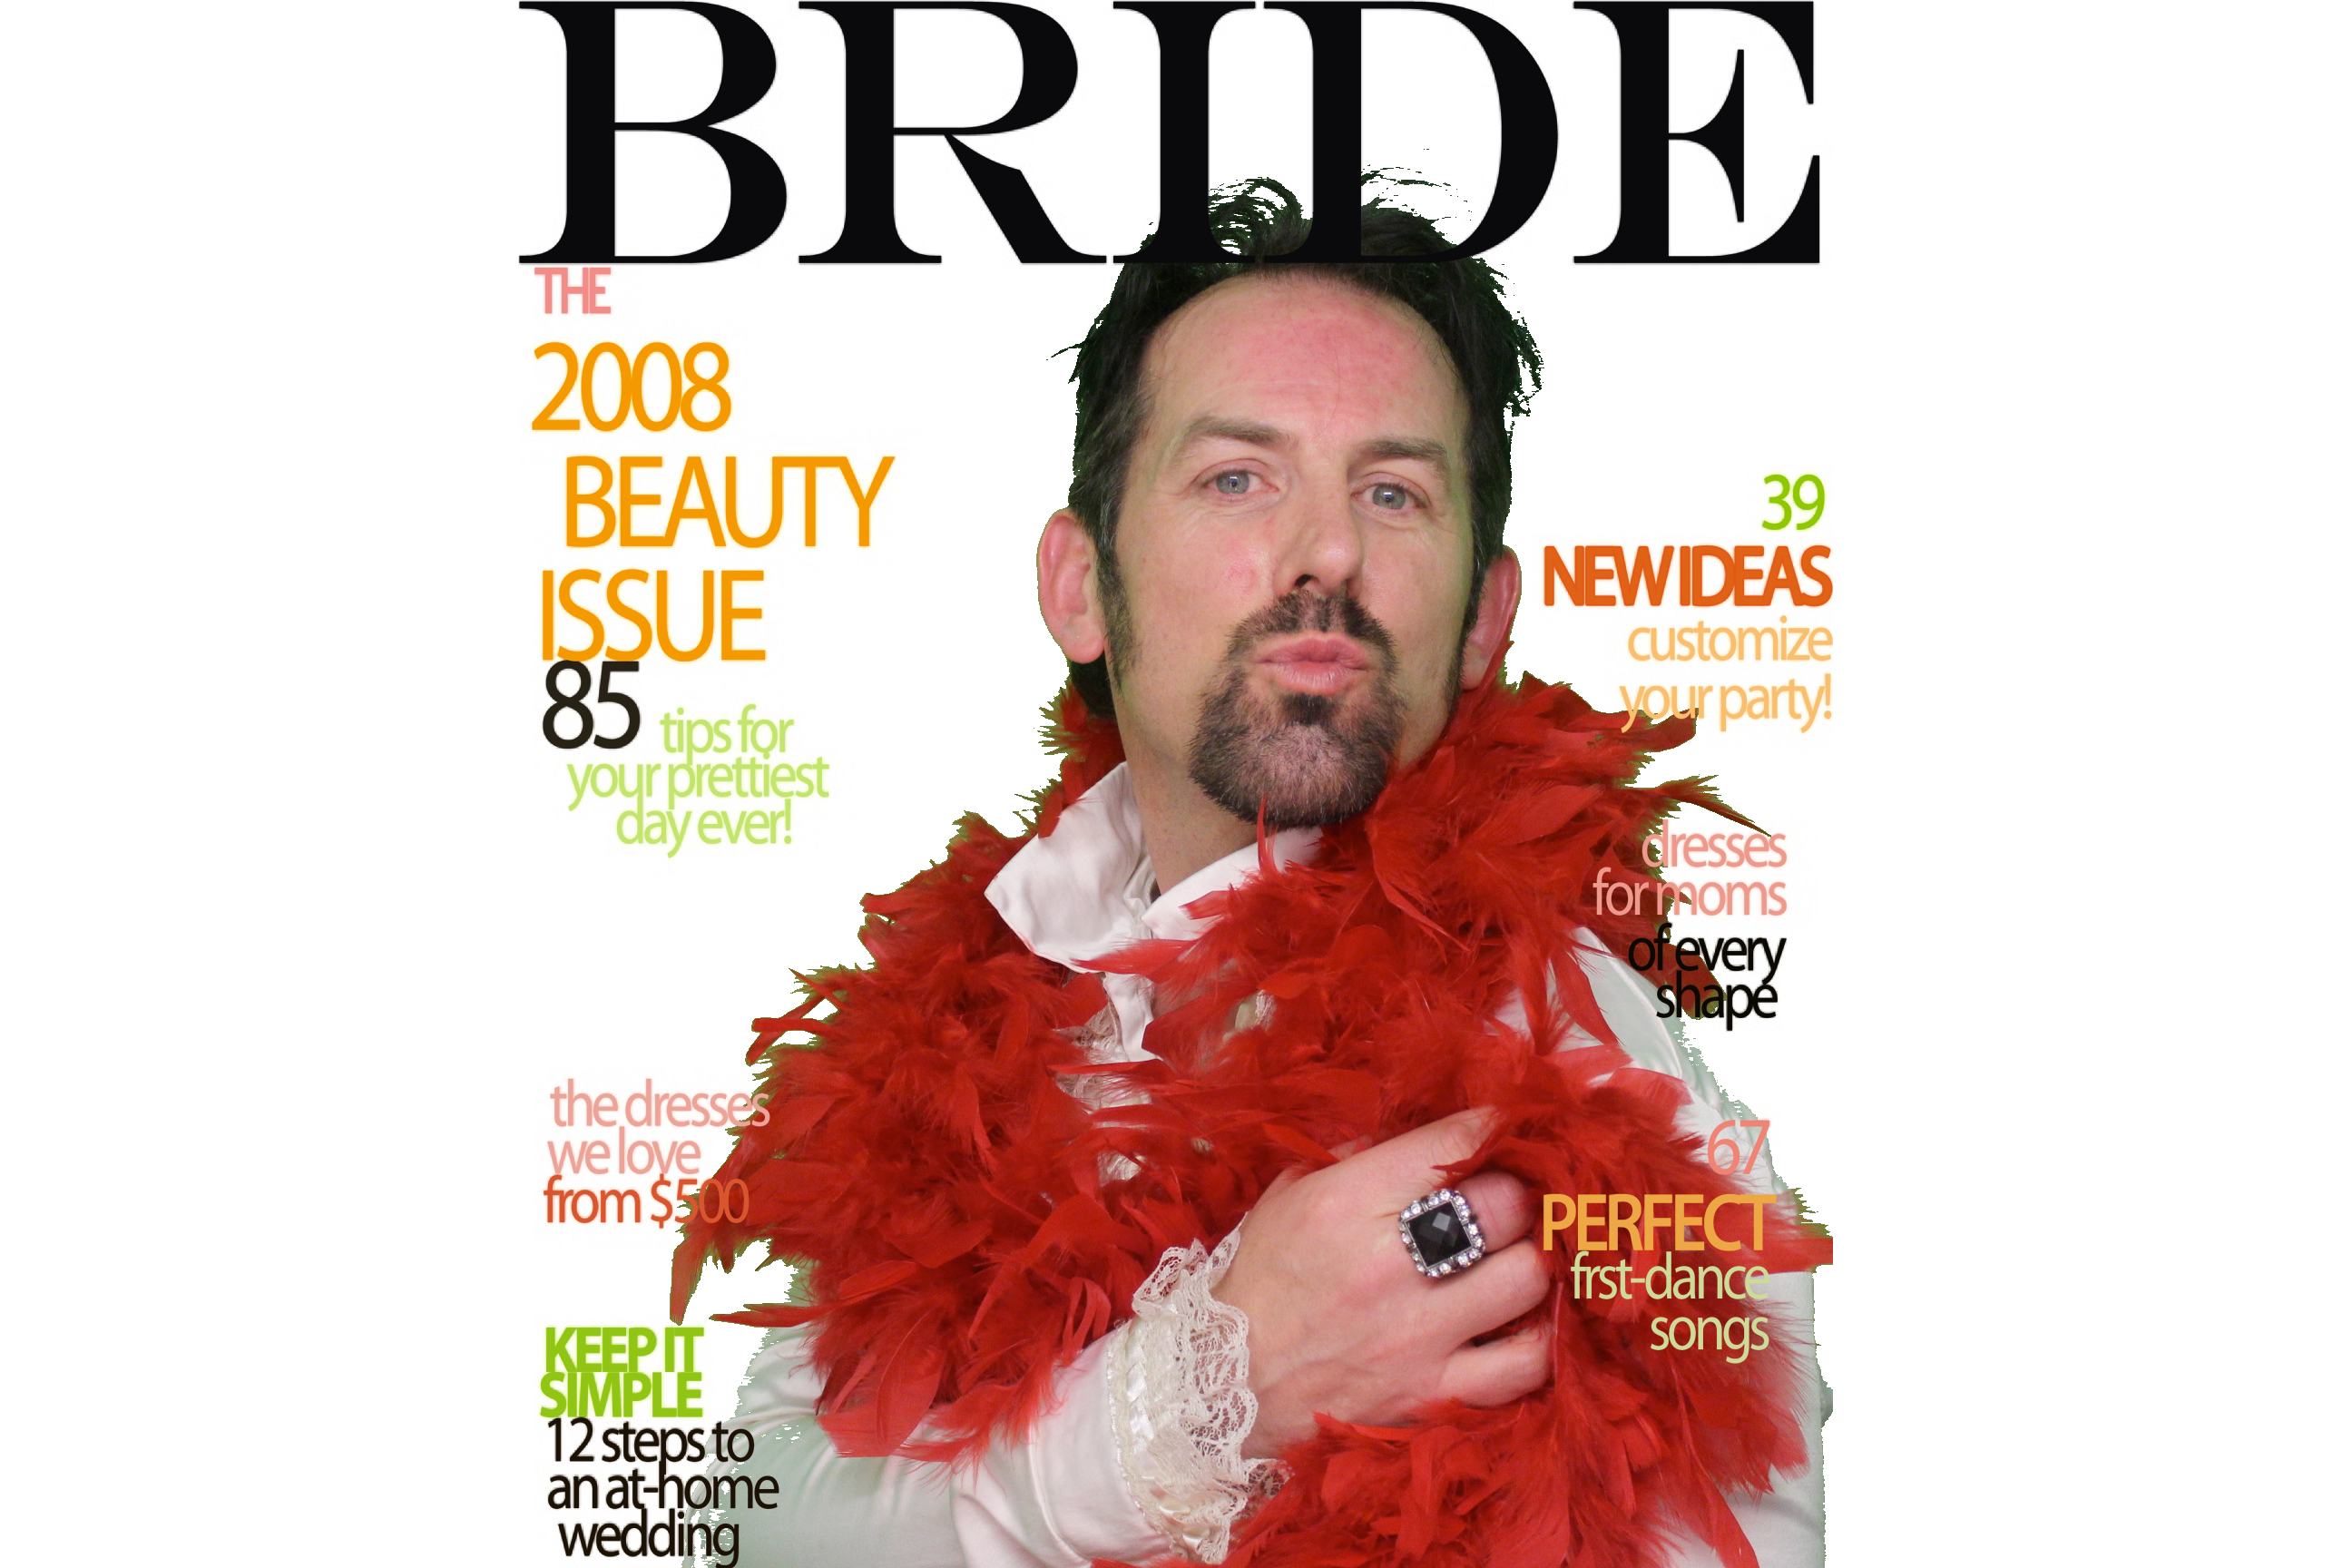 BRIDE
THE
2008
BEAUTY
ISSUE
85 tips for
your prettiest
day ever!
the dresses
we love
from $500
KEEP IT
SIMPLE
12 steps to
an at-home
wedding
39
NEW IDEAS
customize
your party!
dresses
for moms
of every
shape
67
PERFECT
frst-dance
songs